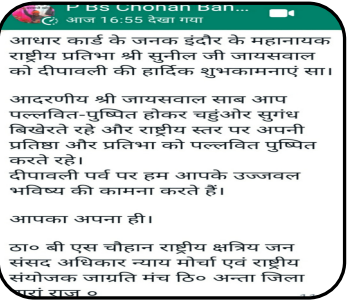 P Bs Chohan Ban...
आज 16:55 देखा गया
आधार कार्ड के जनक इंदौर के महानायक
राष्ट्रीय प्रतिभा श्री सुनील जी जायसवाल
को दीपावली की हार्दिक शुभकामनाएं सा।
आदरणीय श्री जायसवाल साब आप
पल्लवित-पुष्पित होकर चहुंओर सुगंध
बिखेरते रहे और राष्ट्रीय स्तर पर अपनी
प्रतिष्ठा और प्रतिभा को पल्लवित पुष्पित
करते रहे।
दीपावली पर्व पर हम आपके उज्जवल
भविष्य की कामना करते हैं।
आपका अपना ही।
ठा० बी एस चौहान राष्ट्रीय क्षत्रिय जन
संसद अधिकार न्याय मोर्चा एवं राष्ट्रीय
संयोजक जाग्रति मंच ठि० अन्ता जिला
बारां राज ०